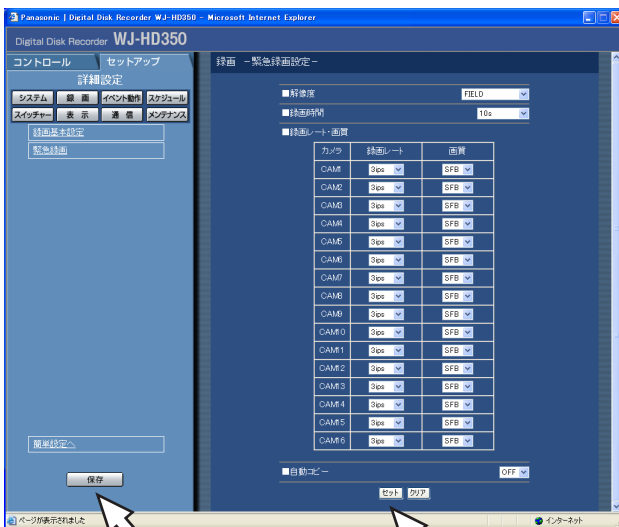 Panasonic | Digital Disk Recorder WJ-HD350 - Microsoft Internet Explorer
Digital Disk Recorder WJ-HD350
コントロール セットアップ
詳細設定
システム 録 画 イベント動作 スケジュール
スイッチャー 表 示 通 信 メンテナンス
録画基本設定
緊急録画
簡単設定へ
保存
録画 －緊急録画設定－
■解像度 FIELD
■録画時間 10s
■録画レート・画質
カメラ 録画レート 画質
CAM1 3ips SFB
CAM2 3ips SFB
CAM3 3ips SFB
CAM4 3ips SFB
CAM5 3ips SFB
CAM6 3ips SFB
CAM7 3ips SFB
CAM8 3ips SFB
CAM9 3ips SFB
CAM10 3ips SFB
CAM11 3ips SFB
CAM12 3ips SFB
CAM13 3ips SFB
CAM14 3ips SFB
CAM15 3ips SFB
CAM16 3ips SFB
■自動コピー OFF
セット クリア
ページが表示されました インターネット